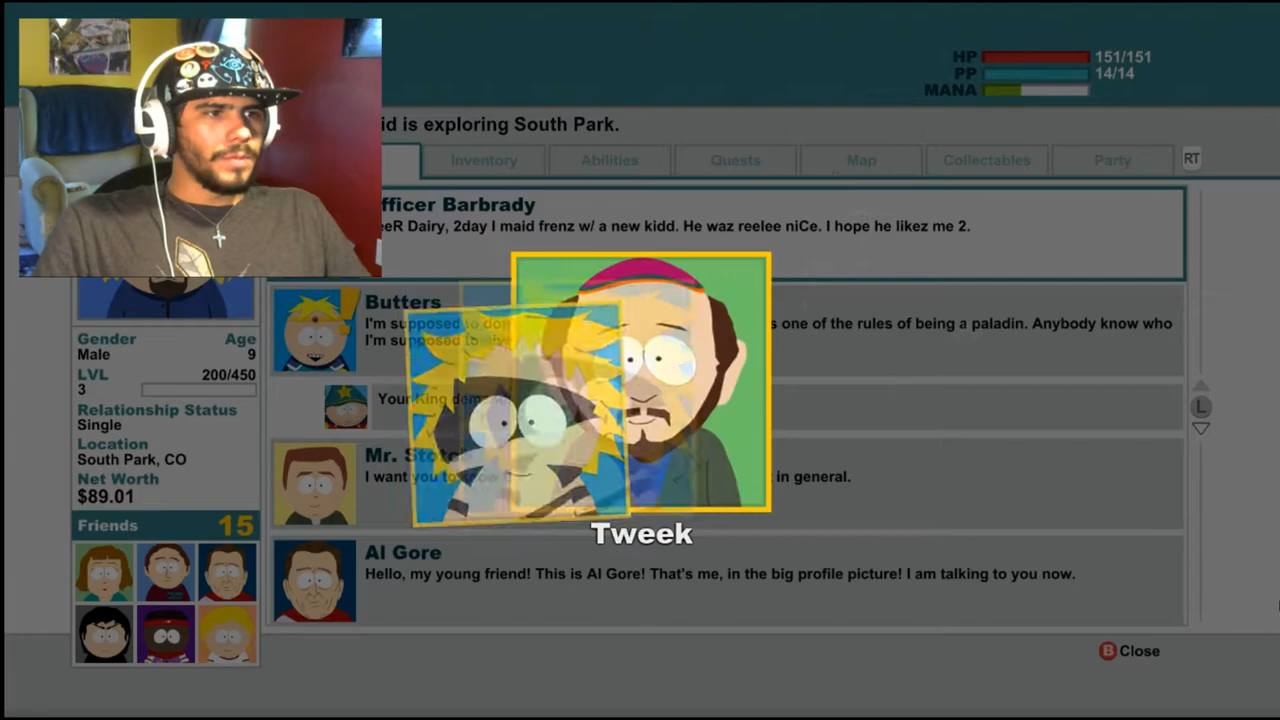 HP 151/151
PP 14/14
MANA
id is exploring South Park.
Inventory
Abilities
Quests
Map
Collectables
Party
RT
fficer Barbrady
eeR Dairy, 2day I maid frenz w/ a new kidd. He waz reelee niCe. I hope he likez me 2.
Butters
I'm supposed to don s one of the rules of being a paladin. Anybody know who
I'm supposed to
Your King dem
Mr. Stotch
I want you to know in general.
Al Gore
Hello, my young friend! This is Al Gore! That's me, in the big profile picture! I am talking to you now.
Gender Age
Male 9
LVL 200/450
3
Relationship Status
Single
Location
South Park, CO
Net Worth
$89.01
Friends 15
Tweek
L
B Close